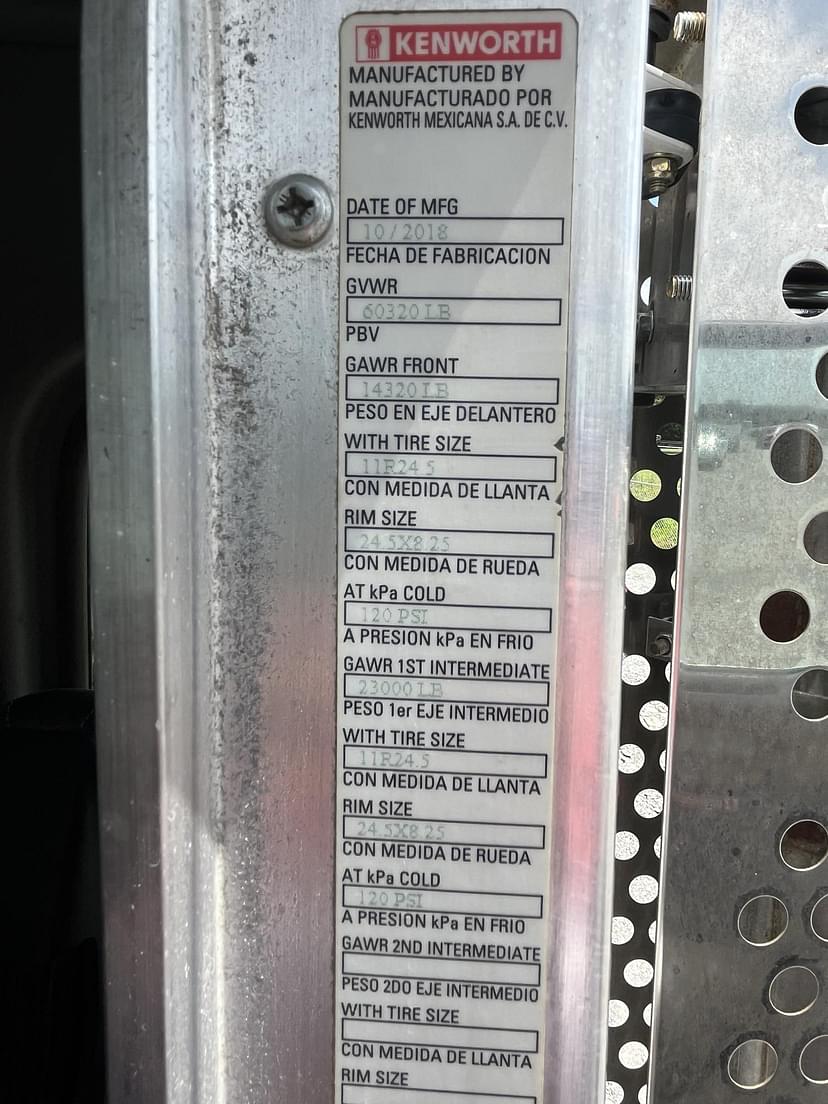 KENWORTH
MANUFACTURED BY
MANUFACTURADO POR
KENWORTH MEXICANA S.A. DE C.V.
DATE OF MFG
10/2018
FECHA DE FABRICACION
GVWR
60320 LB
PBV
GAWR FRONT
14320 LB
PESO EN EJE DELANTERO
WITH TIRE SIZE
11R24.5
CON MEDIDA DE LLANTA
RIM SIZE
24.5X8.25
CON MEDIDA DE RUEDA
AT kPa COLD
120 PSI
A PRESION kPa EN FRIO
GAWR 1ST INTERMEDIATE
23000 LB
PESO 1er EJE INTERMEDIO
WITH TIRE SIZE
11R24.5
CON MEDIDA DE LLANTA
RIM SIZE
24.5X8.25
CON MEDIDA DE RUEDA
AT kPa COLD
120 PSI
A PRESION kPa EN FRIO
GAWR 2ND INTERMEDIATE
PESO 2DO EJE INTERMEDIO
WITH TIRE SIZE
CON MEDIDA DE LLANTA
RIM SIZE